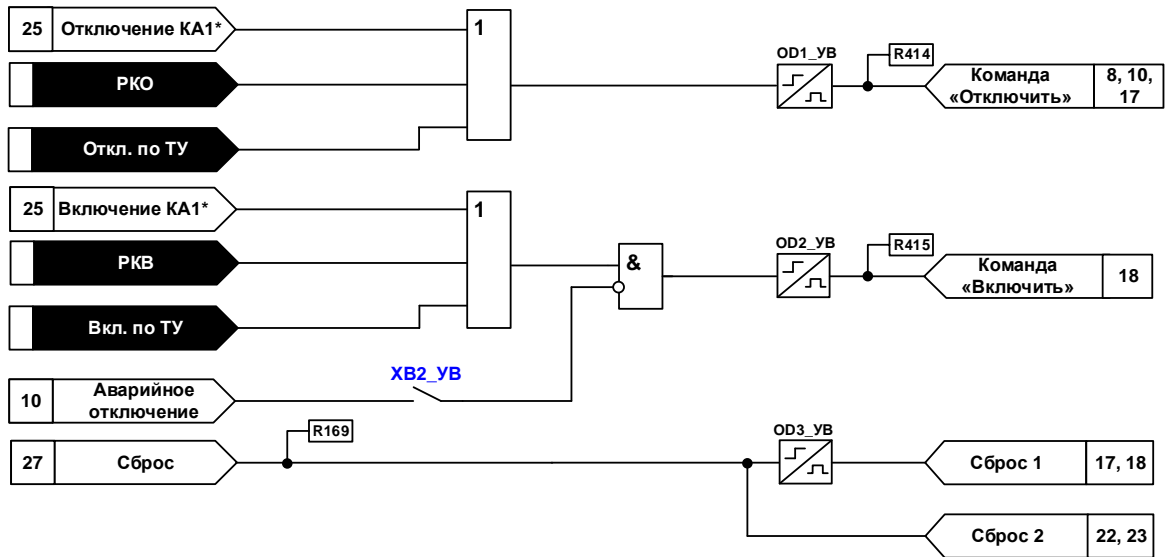 25 Отключение КА1*
1
РКО
Откл. по ТУ
OD1_УВ
R414
Команда
«Отключить»
8, 10,
17
25 Включение КА1*
1
РКВ
Вкл. по ТУ
&
OD2_УВ
R415
Команда
«Включить»
18
10
Аварийное
отключение
ХВ2_УВ
27 Сброс
R169
OD3_УВ
Сброс 1 17, 18
Сброс 2 22, 23